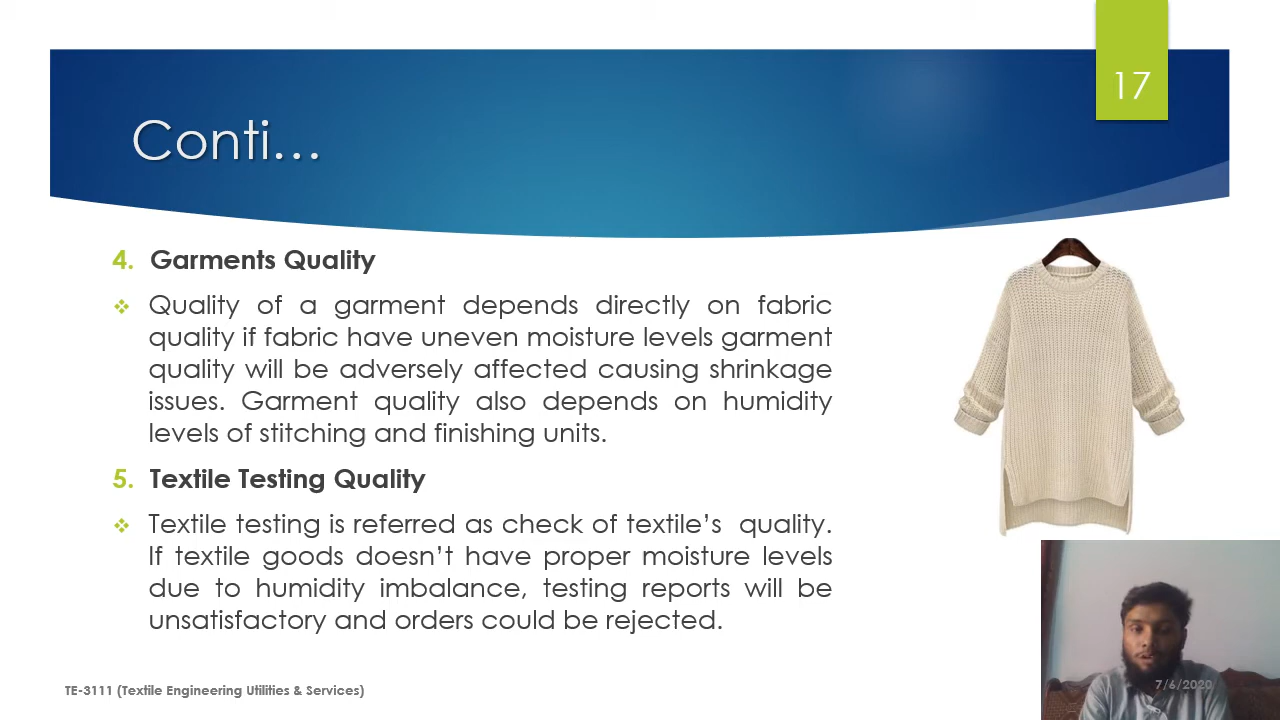 17
Conti...
4. Garments Quality
❖ Quality of a garment depends directly on fabric
quality if fabric have uneven moisture levels garment
quality will be adversely affected causing shrinkage
issues. Garment quality also depends on humidity
levels of stitching and finishing units.
5. Textile Testing Quality
❖ Textile testing is referred as check of textile’s quality.
If textile goods doesn’t have proper moisture levels
due to humidity imbalance, testing reports will be
unsatisfactory and orders could be rejected.
TE-3111 (Textile Engineering Utilities & Services)
7/6/2020